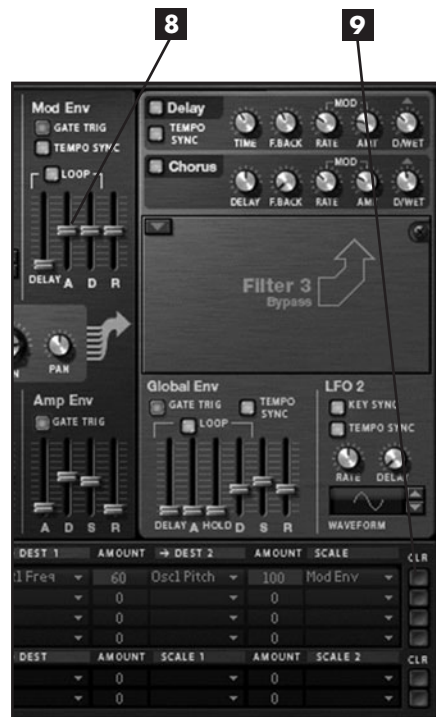 8 9
Mod Env
GATE TRIG
TEMPO SYNC
LOOP
DELAY A D R
Delay
TEMPO SYNC
MOD
TIME F.BACK RATE AMT D/WET
Chorus
MOD
DELAY F.BACK RATE AMT D/WET
Filter 3
Bypass
PAN
Amp Env
GATE TRIG
A D S R
Global Env
GATE TRIG
TEMPO SYNC
LOOP
DELAY A HOLD D S R
LFO 2
KEY SYNC
TEMPO SYNC
RATE DELAY
WAVEFORM
DEST 1 AMOUNT → DEST 2 AMOUNT SCALE CLR
60 Osc1 Pitch 100 Mod Env
0 0
0 0
0 0
DEST AMOUNT SCALE 1 AMOUNT SCALE 2 CLR
0 0
0 0